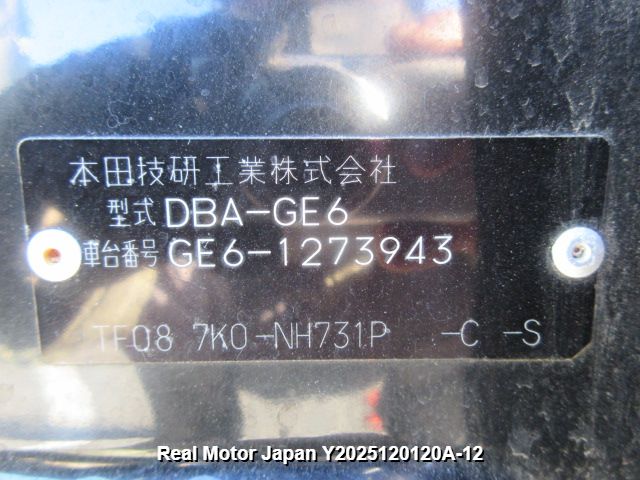 本田技研工業株式会社
型式 DBA-GE6
車台番号 GE6-1273943
TF08 7K0-NH731P -C -S
Real Motor Japan Y2025120120A-12